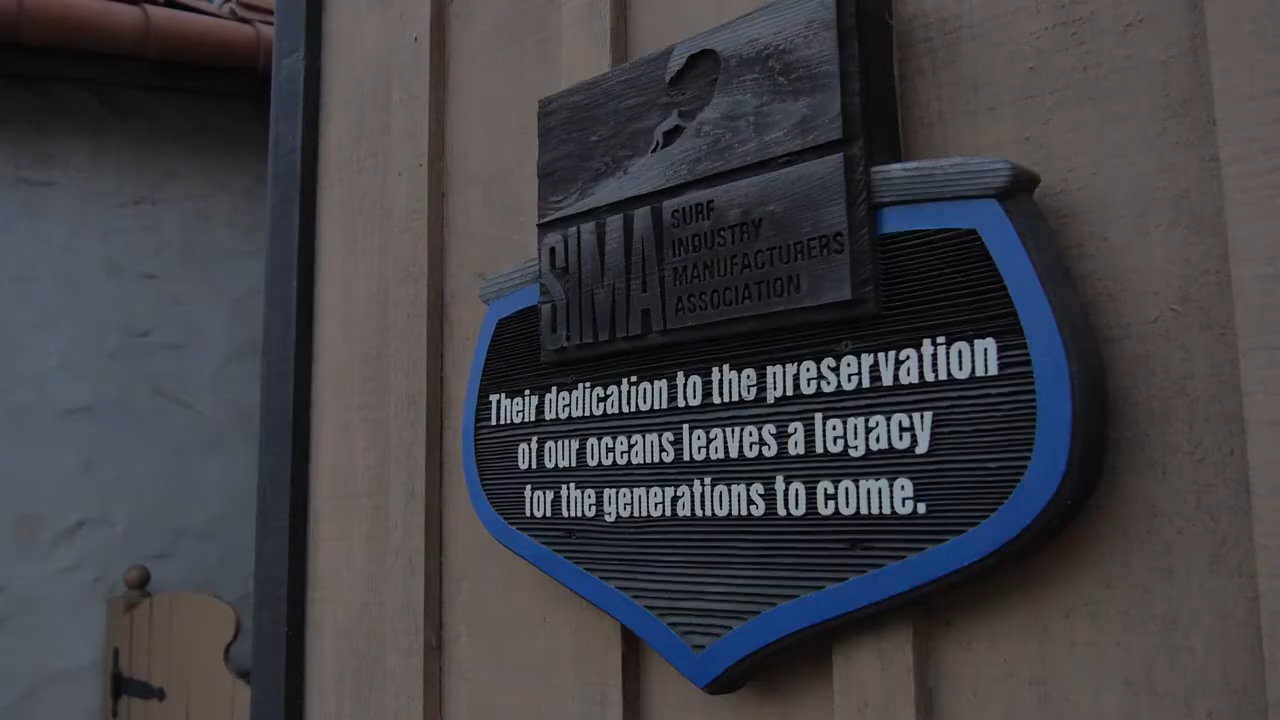 SIMA
SURF
INDUSTRY
MANUFACTURERS
ASSOCIATION
Their dedication to the preservation
of our oceans leaves a legacy
for the generations to come.